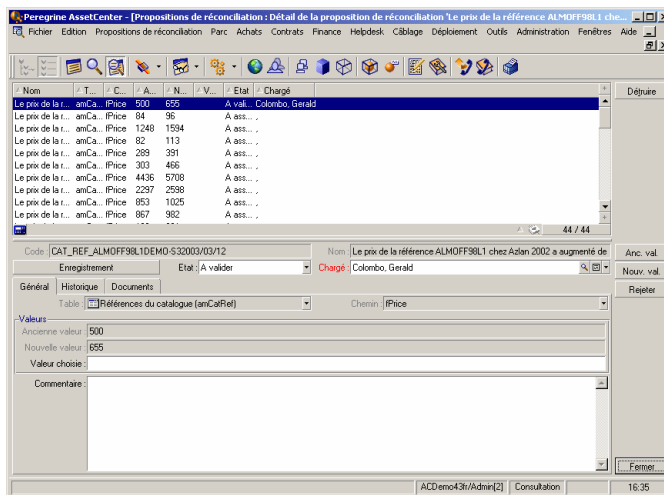 Peregrine AssetCenter - [Propositions de réconciliation : Détail de la proposition de réconciliation 'Le prix de la référence ALMOFF98L1 che...
Fichier Edition Propositions de réconciliation Parc Achats Contrats Finance Helpdesk Câblage Déploiement Outils Administration Fenêtres Aide
Nom T... C... A... N... V... Etat Chargé
Détruire
Le prix de la r... amCa... fPrice 500 655 A vali... Colombo, Gerald
Le prix de la r... amCa... fPrice 84 96 A ass... ,
Le prix de la r... amCa... fPrice 1248 1594 A ass... ,
Le prix de la r... amCa... fPrice 82 113 A ass... ,
Le prix de la r... amCa... fPrice 289 391 A ass... ,
Le prix de la r... amCa... fPrice 303 466 A ass... ,
Le prix de la r... amCa... fPrice 4436 5708 A ass... ,
Le prix de la r... amCa... fPrice 2297 2598 A ass... ,
Le prix de la r... amCa... fPrice 853 1025 A ass... ,
Le prix de la r... amCa... fPrice 867 982 A ass... ,
44 / 44
Code : CAT_REF_ALMOFF98L1DEMO-S32003/03/12 Nom : Le prix de la référence ALMOFF98L1 chez Azlan 2002 a augmenté de
Anc. val.
Enregistrement Etat : A valider Chargé : Colombo, Gerald
Nouv. val.
Général Historique Documents
Rejeter
Table : Références du catalogue (amCatRef) Chemin : fPrice
Valeurs
Ancienne valeur : 500
Nouvelle valeur : 655
Valeur choisie :
Commentaire :
Fermer
ACDemo43fr/Admin[2] Consultation 16:35